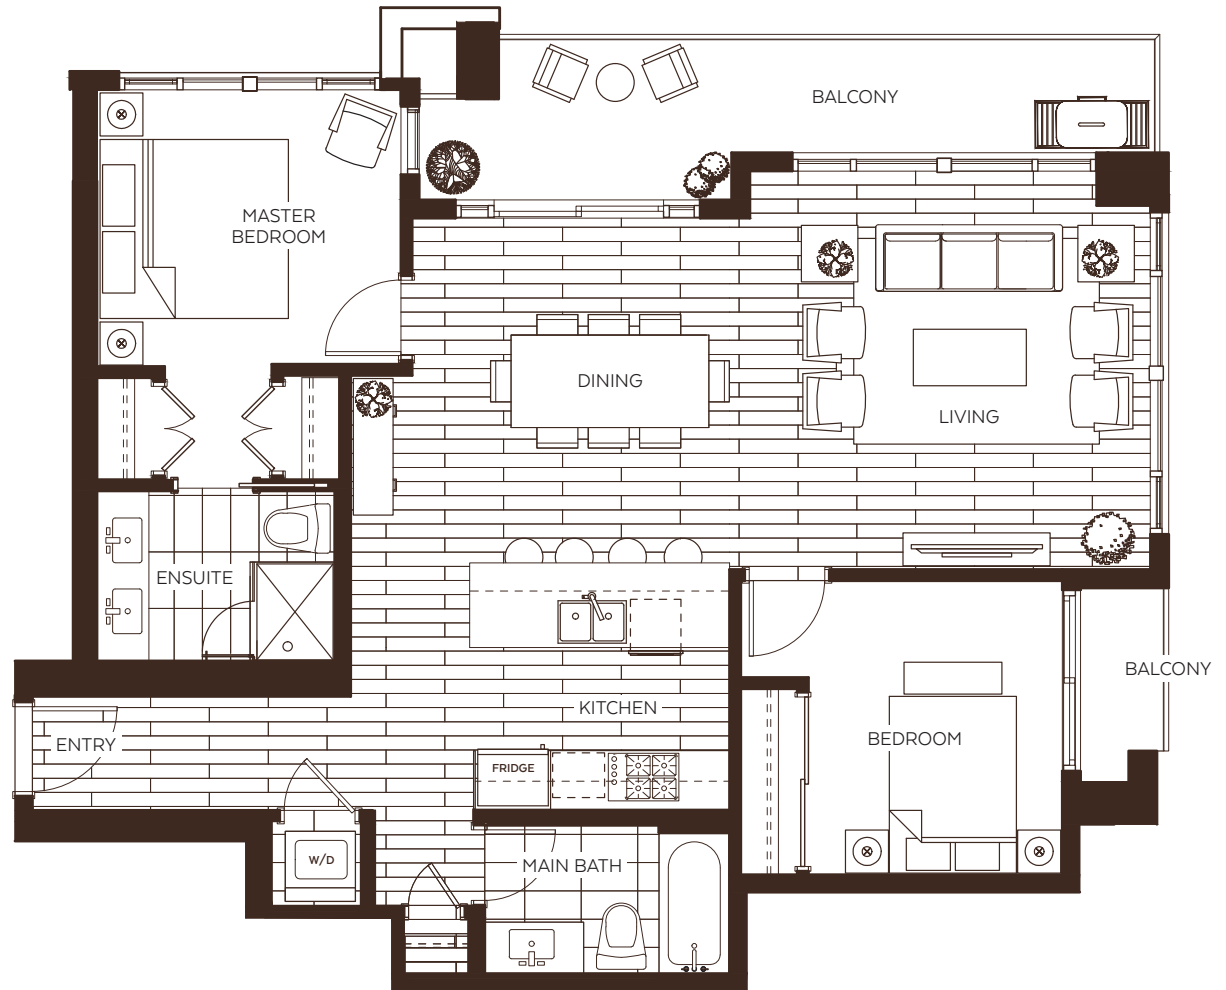 BALCONY
MASTER
BEDROOM
DINING
LIVING
ENSUITE
BALCONY
KITCHEN
ENTRY
BEDROOM
FRIDGE
W/D
MAIN BATH